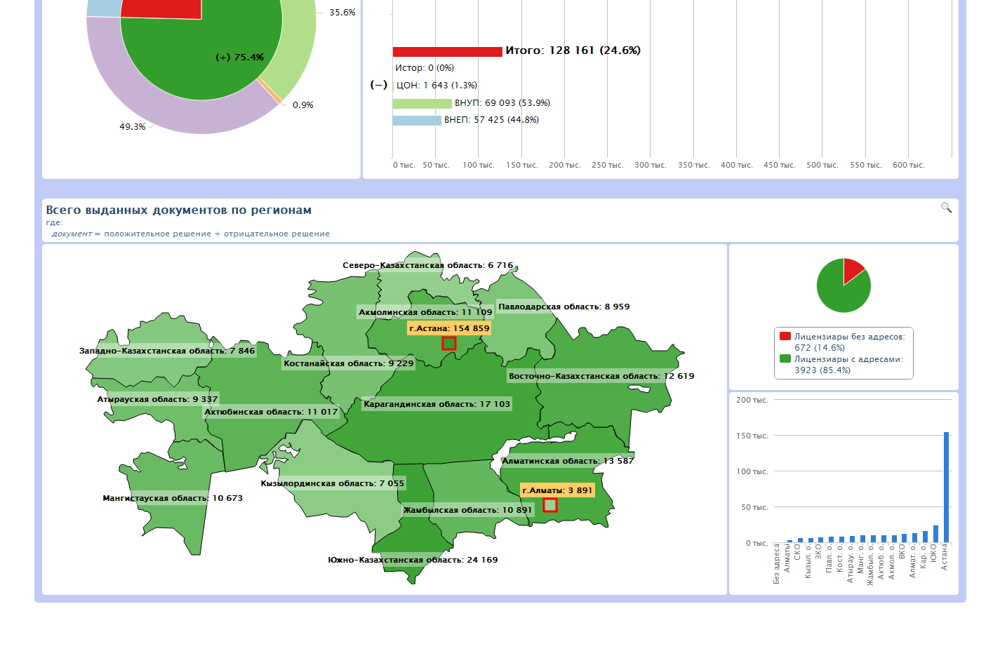 35.6%
(+) 75.4%
0.9%
49.3%
Итого: 128 161 (24.6%)
Истор: 0 (0%)
(−)
ЦОН: 1 643 (1.3%)
ВНУП: 69 093 (53.9%)
ВНЕП: 57 425 (44.8%)
0 тыс. 50 тыс. 100 тыс. 150 тыс. 200 тыс. 250 тыс. 300 тыс. 350 тыс. 400 тыс. 450 тыс. 500 тыс. 550 тыс. 600 тыс.
Всего выданных документов по регионам
где:
документ = положительное решение + отрицательное решение
Северо-Казахстанская область: 6 716
Павлодарская область: 8 959
Акмолинская область: 11 109
г.Астана: 154 859
Западно-Казахстанская область: 7 846
Костанайская область: 9 229
Восточно-Казахстанская область: 12 619
Атырауская область: 9 337
Карагандинская область: 17 103
Актюбинская область: 11 017
Алматинская область: 13 587
Кызылординская область: 7 055
г.Алматы: 3 891
Мангистауская область: 10 673
Жамбылская область: 10 891
Южно-Казахстанская область: 24 169
Лицензиары без адресов:
672 (14.6%)
Лицензиары с адресами:
3923 (85.4%)
200 тыс.
150 тыс.
100 тыс.
50 тыс.
0 тыс.
Без адреса
Алматы
СКО
Кызыл. о.
ЗКО
Павл. о.
Кост. о.
Атырау. о.
Манг. о.
Жамбыл. о.
Актюб. о.
Акмол. о.
ВКО
Алмат. о.
Кар. о.
ЮКО
Астана